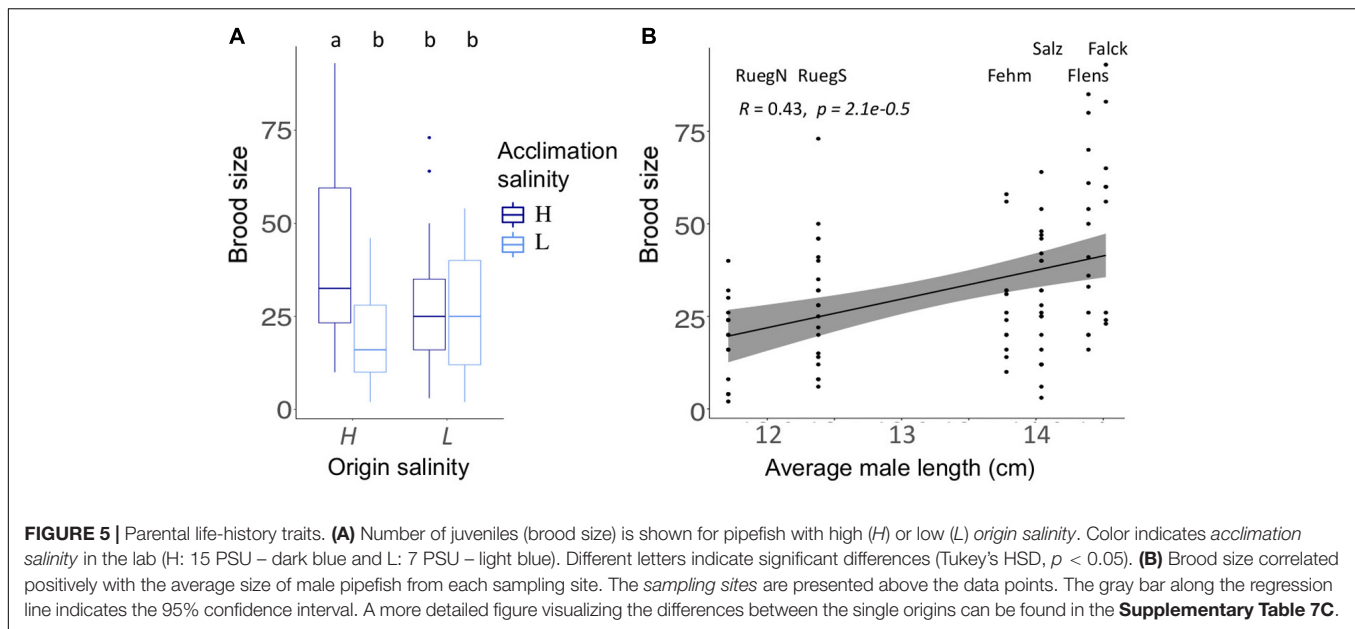 A
a b b b
75
50
25
0
Brood size
H L
Origin salinity
Acclimation
salinity
H
L
B
Salz Falck
RuegN RuegS Fehm Flens
R = 0.43, p = 2.1e-0.5
75
50
25
0
Brood size
12 13 14
Average male length (cm)
FIGURE 5 | Parental life-history traits. (A) Number of juveniles (brood size) is shown for pipefish with high (H) or low (L) origin salinity. Color indicates acclimation
salinity in the lab (H: 15 PSU – dark blue and L: 7 PSU – light blue). Different letters indicate significant differences (Tukey's HSD, p < 0.05). (B) Brood size correlated
positively with the average size of male pipefish from each sampling site. The sampling sites are presented above the data points. The gray bar along the regression
line indicates the 95% confidence interval. A more detailed figure visualizing the differences between the single origins can be found in the Supplementary Table 7C.